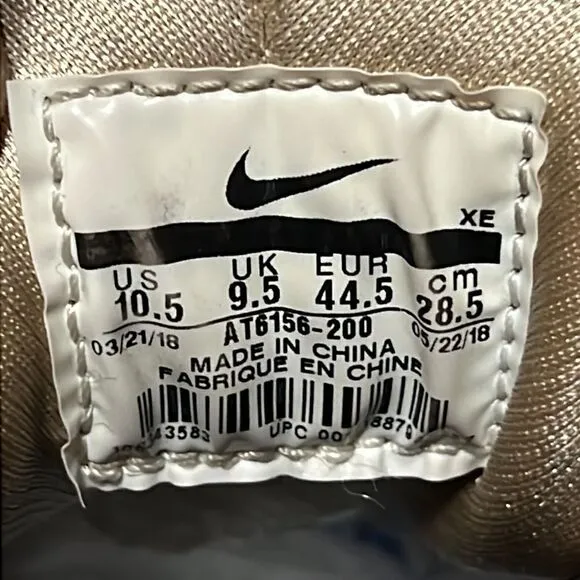 XE
US UK EUR cm
10.5 9.5 44.5 28.5
03/21/18 AT6156-200 05/22/18
MADE IN CHINA
FABRIQUE EN CHINE
UPC 00